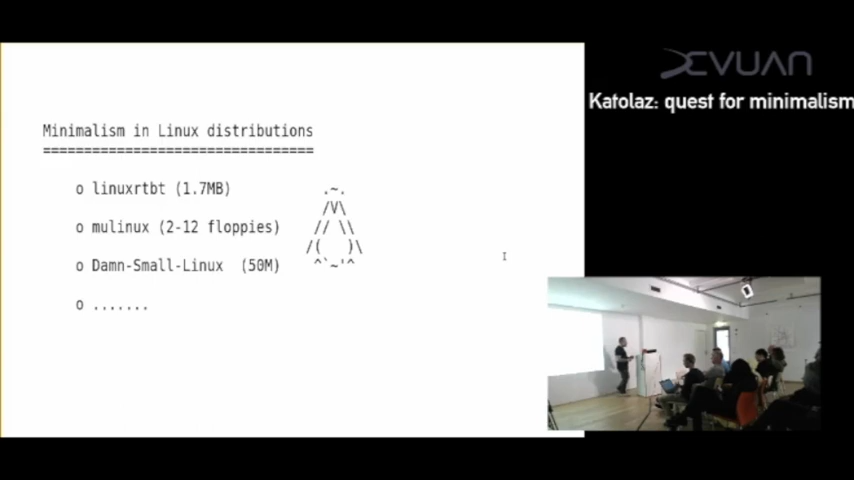 Minimalism in Linux distributions
=================================
o linuxrtbt (1.7MB)
o mulinux (2-12 floppies)
o Damn-Small-Linux (50M)
o .......
.~.
/V\
// \\
/(   )\
^`~'^
DEVUAN
Katolaz: quest for minimalism